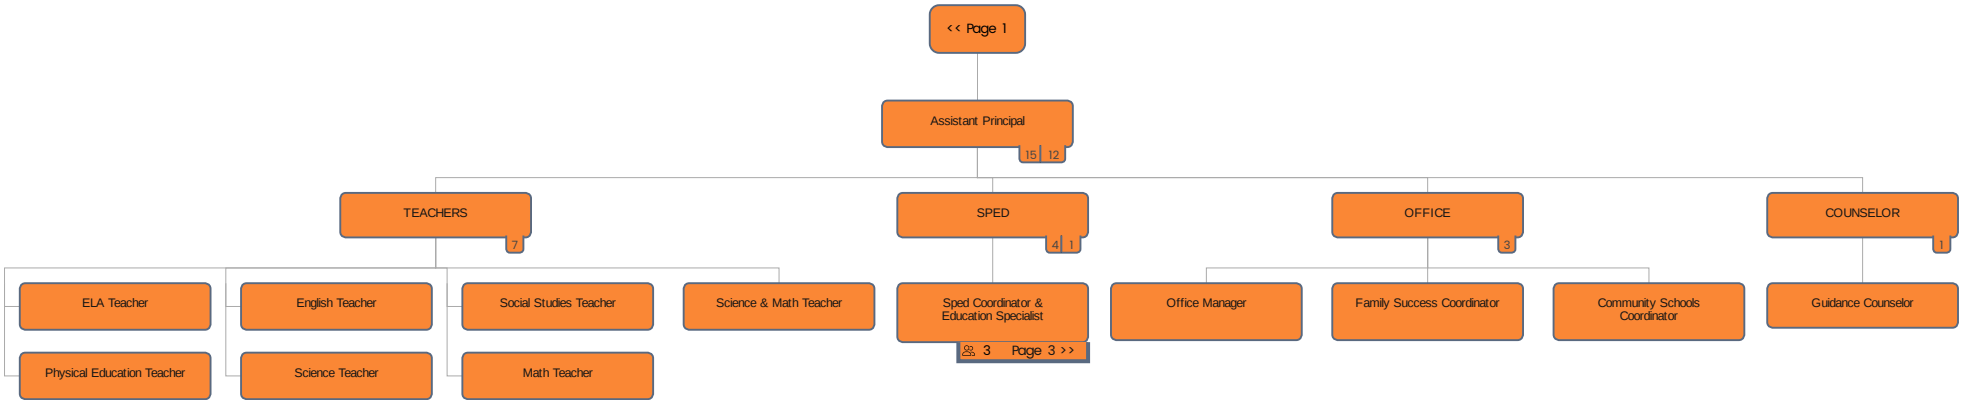 << Page 1
Assistant Principal
15 12
TEACHERS
7
SPED
4 1
OFFICE
3
COUNSELOR
1
ELA Teacher
English Teacher
Social Studies Teacher
Science & Math Teacher
Sped Coordinator &
Education Specialist
3 Page 3 >>
Office Manager
Family Success Coordinator
Community Schools
Coordinator
Guidance Counselor
Physical Education Teacher
Science Teacher
Math Teacher